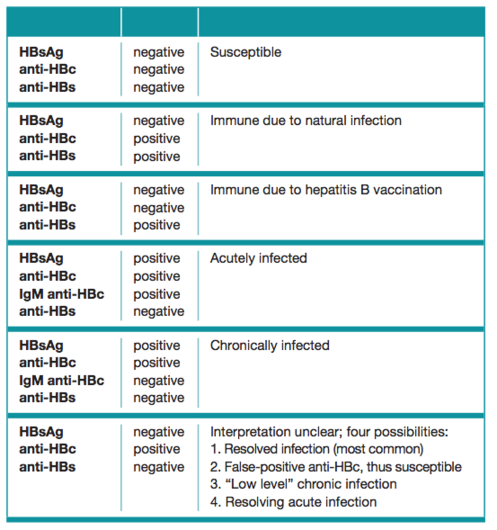 HBsAg negative Susceptible
anti-HBc negative
anti-HBs negative
HBsAg negative Immune due to natural infection
anti-HBc positive
anti-HBs positive
HBsAg negative Immune due to hepatitis B vaccination
anti-HBc negative
anti-HBs positive
HBsAg positive Acutely infected
anti-HBc positive
IgM anti-HBc positive
anti-HBs negative
HBsAg positive Chronically infected
anti-HBc positive
IgM anti-HBc negative
anti-HBs negative
HBsAg negative Interpretation unclear; four possibilities:
anti-HBc positive 1. Resolved infection (most common)
anti-HBs negative 2. False-positive anti-HBc, thus susceptible
3. “Low level” chronic infection
4. Resolving acute infection